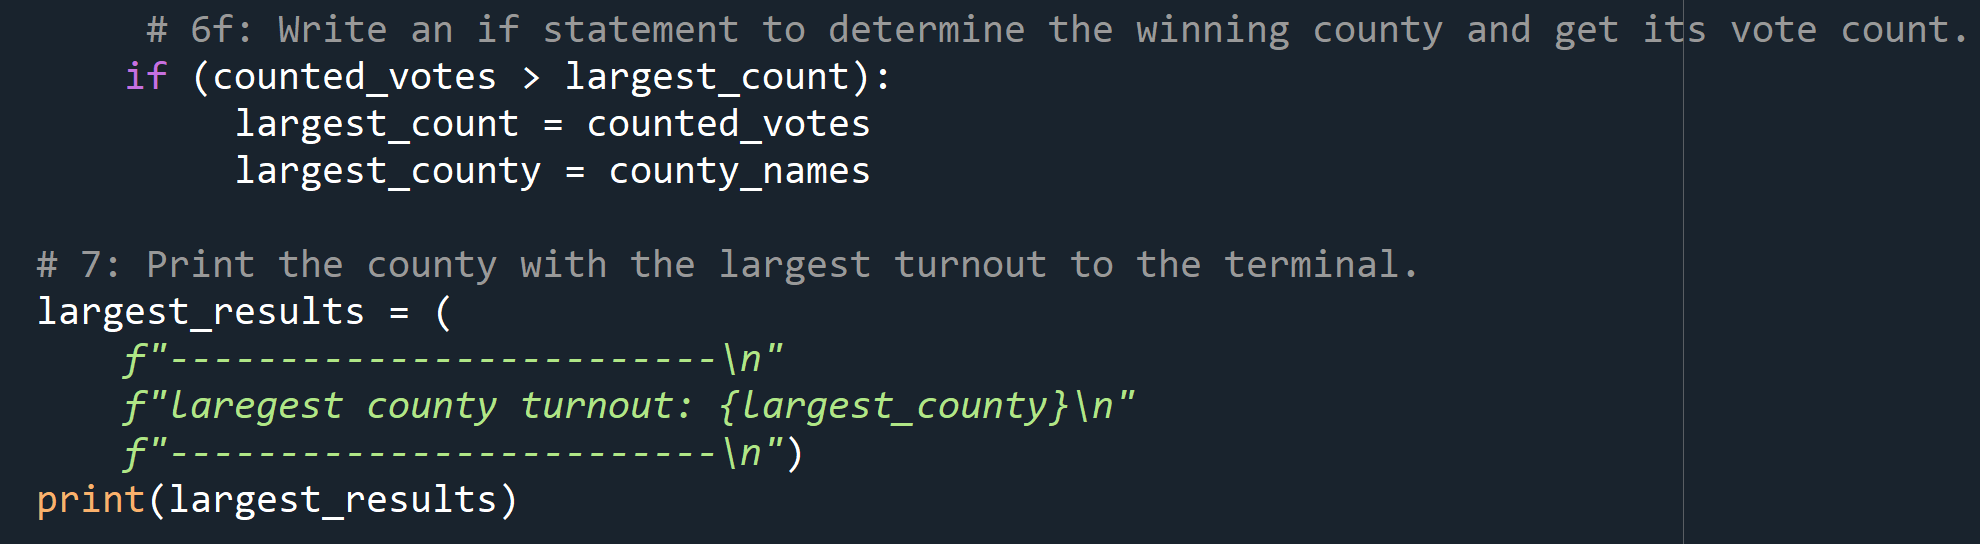 # 6f: Write an if statement to determine the winning county and get its vote count.
if (counted_votes > largest_count):
largest_count = counted_votes
largest_county = county_names
# 7: Print the county with the largest turnout to the terminal.
largest_results = (
f"-------------------------\n"
f"laregest county turnout: {largest_county}\n"
f"-------------------------\n")
print(largest_results)